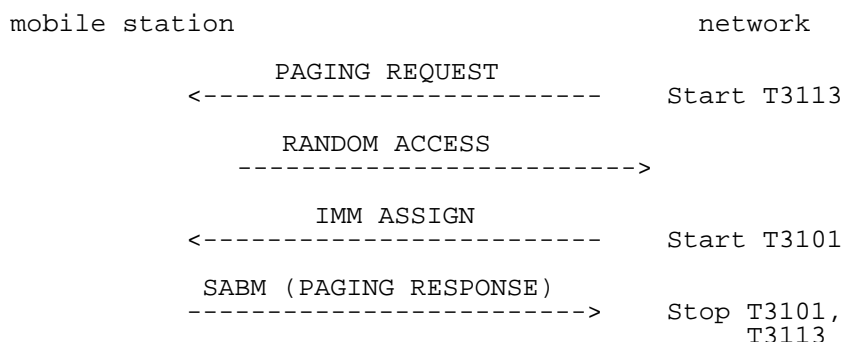 mobile station network
PAGING REQUEST
<------------------------- Start T3113
RANDOM ACCESS
------------------------->
IMM ASSIGN
<------------------------- Start T3101
SABM (PAGING RESPONSE)
-------------------------> Stop T3101,
T3113